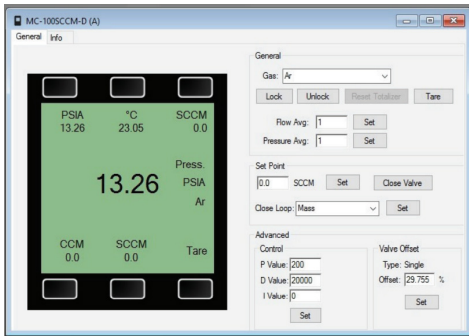 MC-100SCCM-D (A)
General Info
PSIA °C SCCM
13.26 23.05 0.0
Press.
13.26 PSIA
Ar
CCM SCCM Tare
0.0 0.0
General
Gas: Ar
Lock Unlock Reset Totalizer Tare
Flow Avg: 1 Set
Pressure Avg: 1 Set
Set Point
0.0 SCCM Set Close Valve
Close Loop: Mass Set
Advanced
Control
P Value: 200
D Value: 20000
I Value: 0
Set
Valve Offset
Type: Single
Offset: 29.755 %
Set